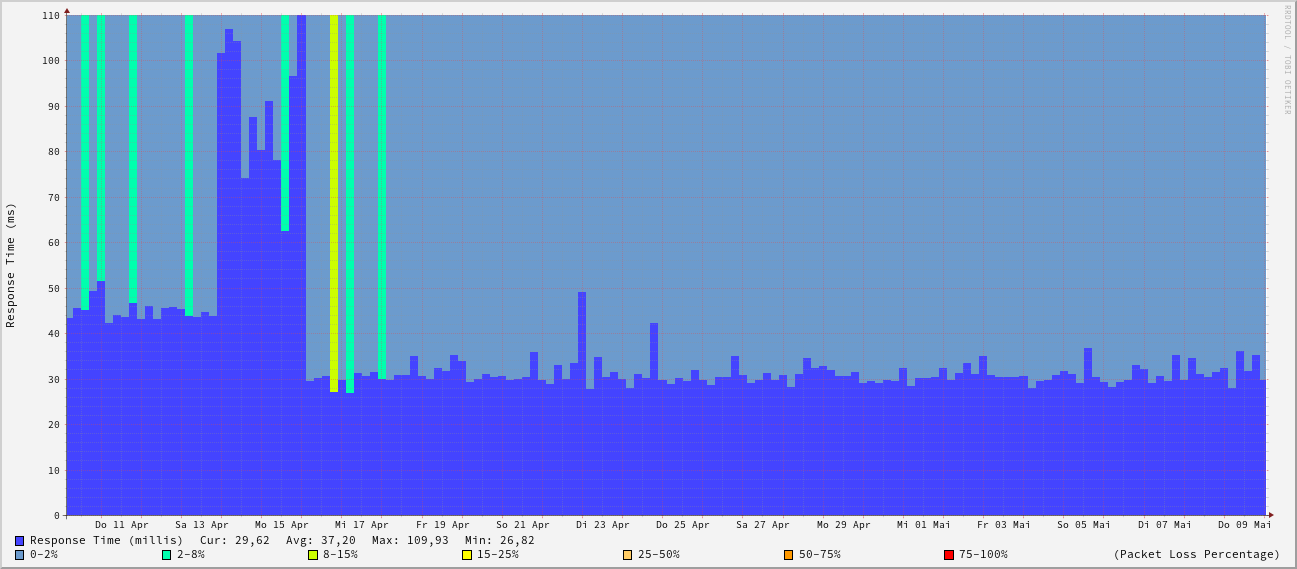 RRDTOOL / TOBI OETIKER
Response Time (ms)
110
100
90
80
70
60
50
40
30
20
10
0
Do 11 Apr Sa 13 Apr Mo 15 Apr Mi 17 Apr Fr 19 Apr So 21 Apr Di 23 Apr Do 25 Apr Sa 27 Apr Mo 29 Apr Mi 01 Mai Fr 03 Mai So 05 Mai Di 07 Mai Do 09 Mai
Response Time (millis) Cur: 29,62 Avg: 37,20 Max: 109,93 Min: 26,82
0-2% 2-8% 8-15% 15-25% 25-50% 50-75% 75-100% (Packet Loss Percentage)